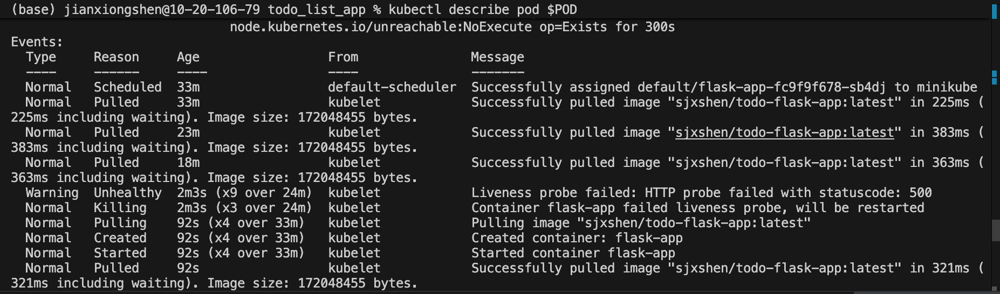 (base) jianxiongshen@10-20-106-79 todo_list_app % kubectl describe pod $POD
node.kubernetes.io/unreachable:NoExecute op=Exists for 300s
Events:
Type Reason Age From Message
---- ------ ---- ---- -------
Normal Scheduled 33m default-scheduler Successfully assigned default/flask-app-fc9f9f678-sb4dj to minikube
Normal Pulled 33m kubelet Successfully pulled image "sjxshen/todo-flask-app:latest" in 225ms (
225ms including waiting). Image size: 172048455 bytes.
Normal Pulled 23m kubelet Successfully pulled image "sjxshen/todo-flask-app:latest" in 383ms (
383ms including waiting). Image size: 172048455 bytes.
Normal Pulled 18m kubelet Successfully pulled image "sjxshen/todo-flask-app:latest" in 363ms (
363ms including waiting). Image size: 172048455 bytes.
Warning Unhealthy 2m3s (x9 over 24m) kubelet Liveness probe failed: HTTP probe failed with statuscode: 500
Normal Killing 2m3s (x3 over 24m) kubelet Container flask-app failed liveness probe, will be restarted
Normal Pulling 92s (x4 over 33m) kubelet Pulling image "sjxshen/todo-flask-app:latest"
Normal Created 92s (x4 over 33m) kubelet Created container: flask-app
Normal Started 92s (x4 over 33m) kubelet Started container flask-app
Normal Pulled 92s kubelet Successfully pulled image "sjxshen/todo-flask-app:latest" in 321ms (
321ms including waiting). Image size: 172048455 bytes.